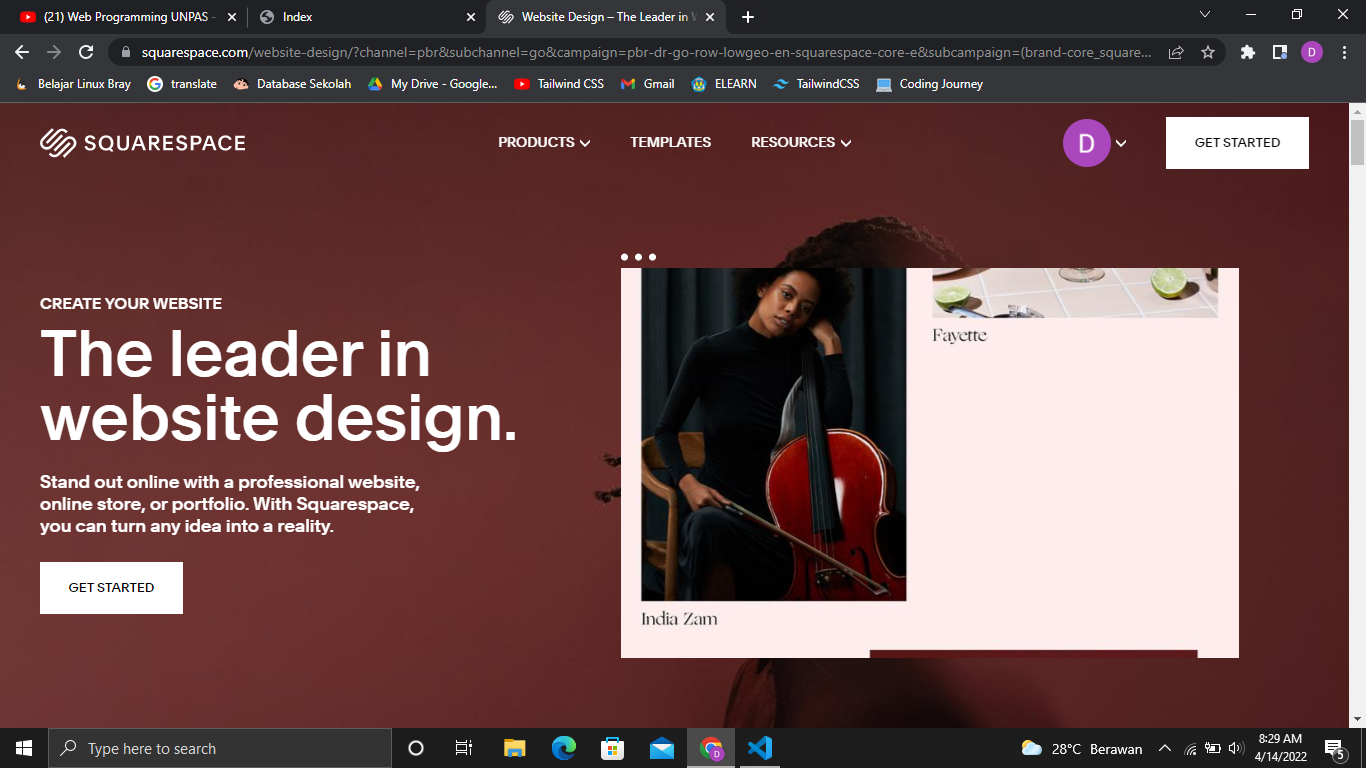 (21) Web Programming UNPAS -
Index
Website Design – The Leader in W
squarespace.com/website-design/?channel=pbr&subchannel=go&campaign=pbr-dr-go-row-lowgeo-en-squarespace-core-e&subcampaign=(brand-core_square...
D
Belajar Linux Bray
translate
Database Sekolah
My Drive - Google...
Tailwind CSS
Gmail
ELEARN
TailwindCSS
Coding Journey
SQUARESPACE
PRODUCTS
TEMPLATES
RESOURCES
D
GET STARTED
CREATE YOUR WEBSITE
The leader in
website design.
Stand out online with a professional website,
online store, or portfolio. With Squarespace,
you can turn any idea into a reality.
GET STARTED
Fayette
India Zam
Type here to search
D
28°C Berawan
8:29 AM
4/14/2022
5